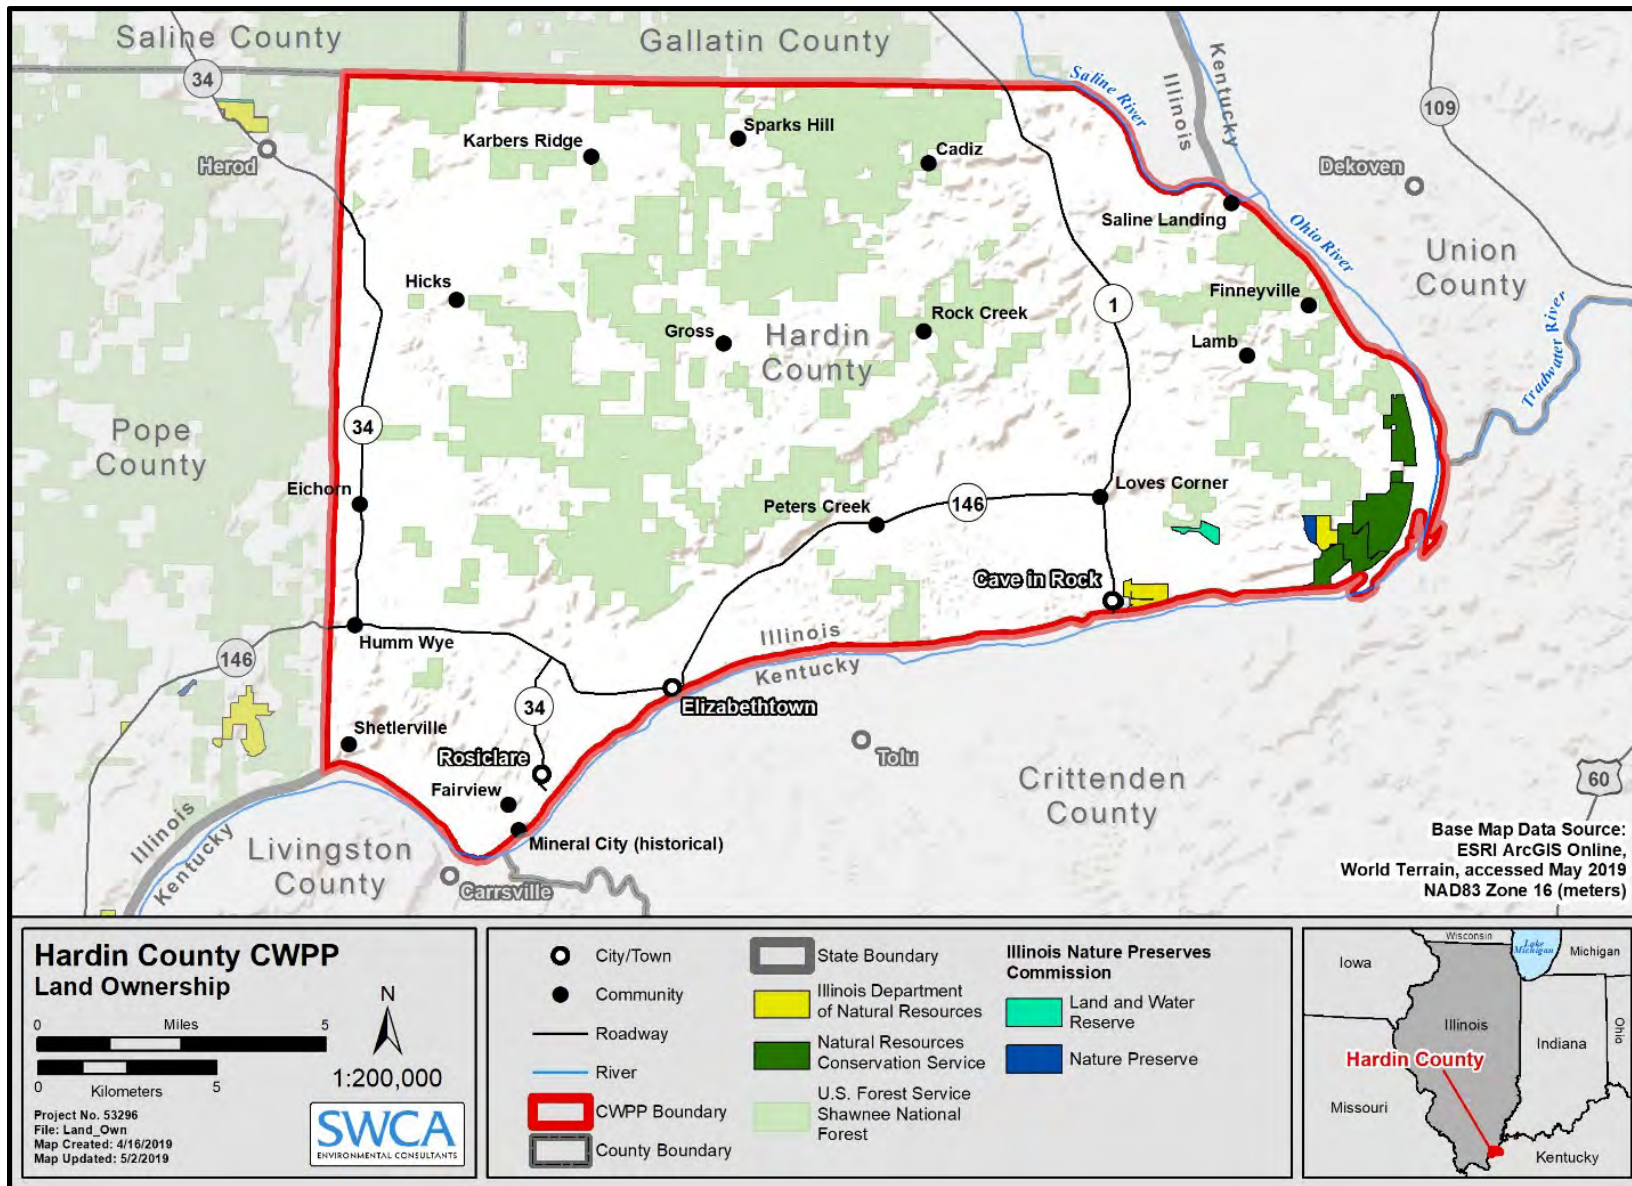 Saline County
Gallatin County
34
Herod
Karbers Ridge
Sparks Hill
Cadiz
Saline River
Illinois
Kentucky
109
Dekoven
Saline Landing
Ohio River
Union
County
Hicks
Gross
Hardin
County
Rock Creek
1
Finneyville
Lamb
Tradwater River
Pope
County
34
Eichorn
Peters Creek
146
Loves Corner
Cave in Rock
Humm Wye
146
Illinois
Kentucky
Elizabethtown
34
Shetlerville
Rosiclare
Fairview
Mineral City (historical)
Tolu
Crittenden
County
60
Illinois
Kentucky
Livingston
County
Carrsville
Base Map Data Source:
ESRI ArcGIS Online,
World Terrain, accessed May 2019
NAD83 Zone 16 (meters)
Hardin County CWPP
Land Ownership
0 Miles 5
0 Kilometers 5
N
1:200,000
Project No. 53296
File: Land_Own
Map Created: 4/16/2019
Map Updated: 5/2/2019
SWCA
ENVIRONMENTAL CONSULTANTS
City/Town
Community
Roadway
River
CWPP Boundary
County Boundary
State Boundary
Illinois Department
of Natural Resources
Natural Resources
Conservation Service
U.S. Forest Service
Shawnee National
Forest
Illinois Nature Preserves
Commission
Land and Water
Reserve
Nature Preserve
Wisconsin
Lake
Michigan
Michigan
Iowa
Illinois
Indiana
Ohio
Hardin County
Missouri
Kentucky